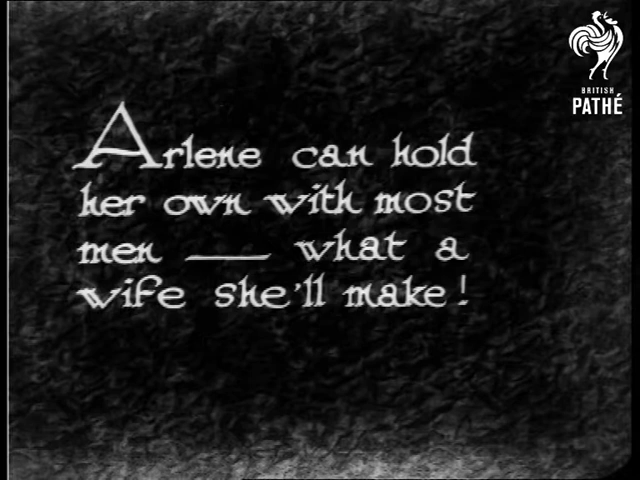 BRITISH
PATHÉ
Arlene can hold
her own with most
men — what a
wife she'll make!